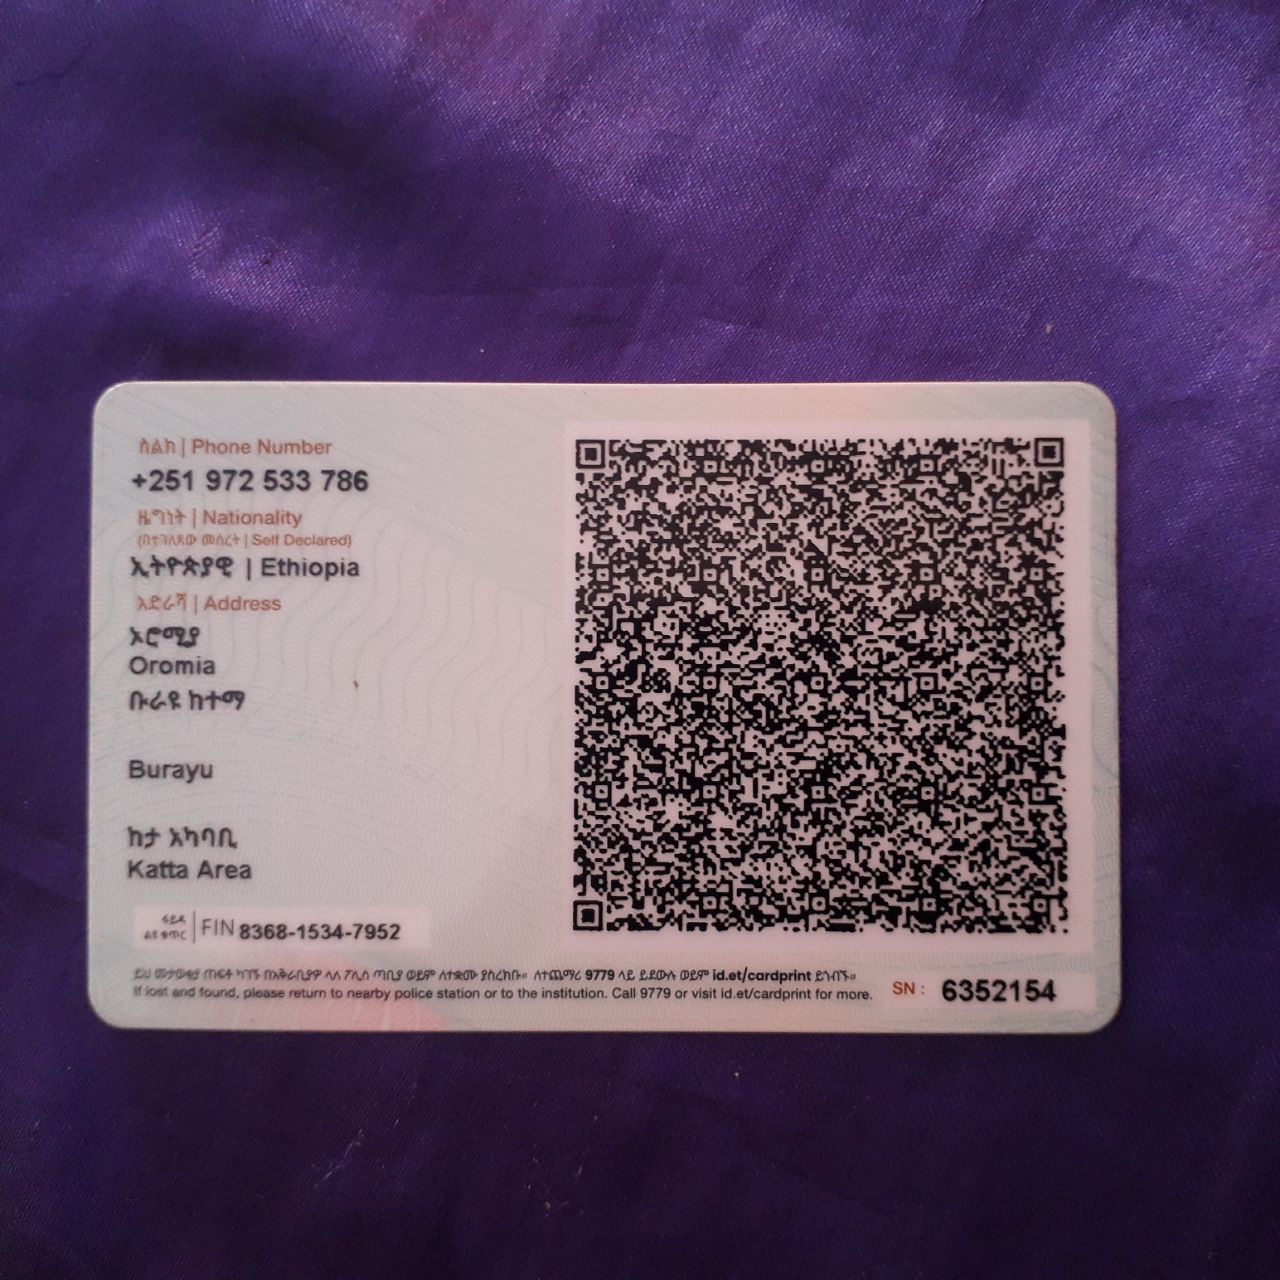 ስልክ | Phone Number
+251 972 533 786
ዜግነት | Nationality
(በተገለጸው መሰረት | Self Declared)
ኢትዮጵያዊ | Ethiopia
አድራሻ | Address
ኦሮሚያ
Oromia
ቡራዩ ከተማ
Burayu
ከታ አካባቢ
Katta Area
ፋይዳ
ልዩ ቁጥር | FIN 8368-1534-7952
ይህ መታወቂያ ጠፍቶ ካገኙ በአቅራቢያዎ ላለ ፖሊስ ጣቢያ ወይም ለተቋሙ ያስረክቡ። ለተጨማሪ 9779 ላይ ይደውሉ ወይም id.et/cardprint ይጎብኙ።
If lost and found, please return to nearby police station or to the institution. Call 9779 or visit id.et/cardprint for more.
SN : 6352154